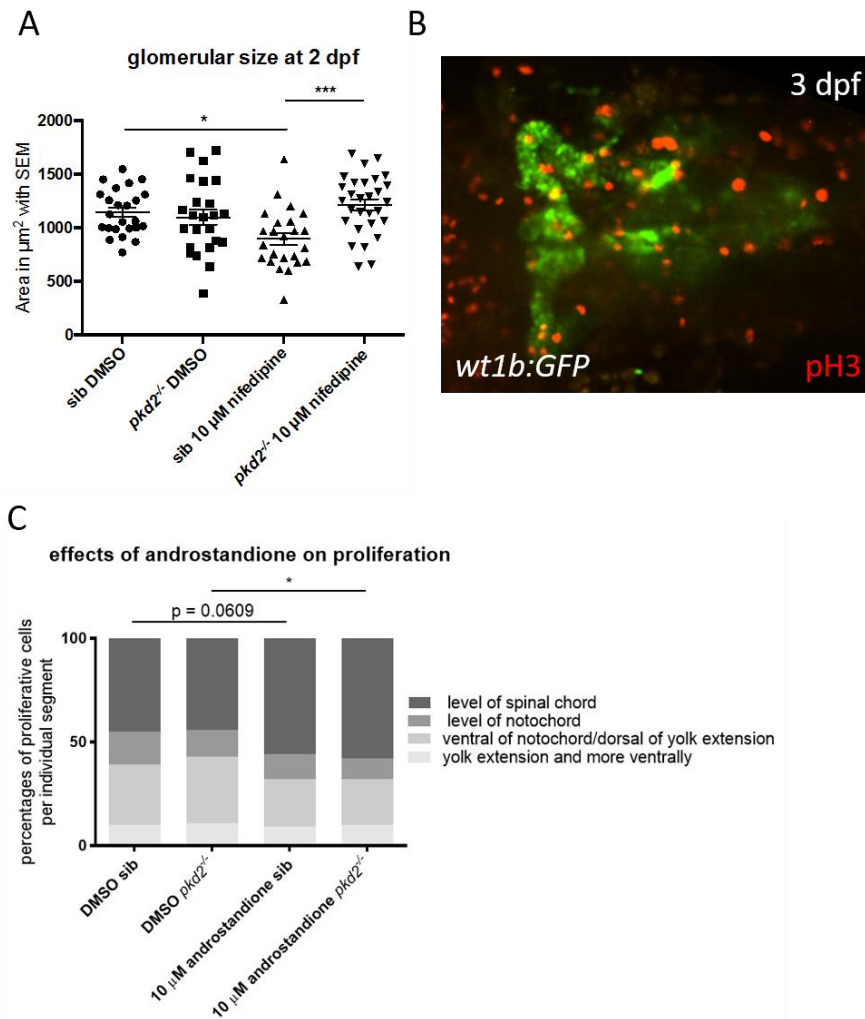 A
glomerular size at 2 dpf
***
*
2000
1500
1000
500
0
Area in µm² with SEM
sib DMSO
pkd2⁻/⁻ DMSO
sib 10 µM nifedipine
pkd2⁻/⁻ 10 µM nifedipine
B
3 dpf
wt1b:GFP
pH3
C
effects of androstandione on proliferation
*
p = 0.0609
100
50
0
percentages of proliferative cells
per individual segment
level of spinal chord
level of notochord
ventral of notochord/dorsal of yolk extension
yolk extension and more ventrally
DMSO sib
DMSO pkd2⁻/⁻
10 µM androstandione sib
10 µM androstandione pkd2⁻/⁻